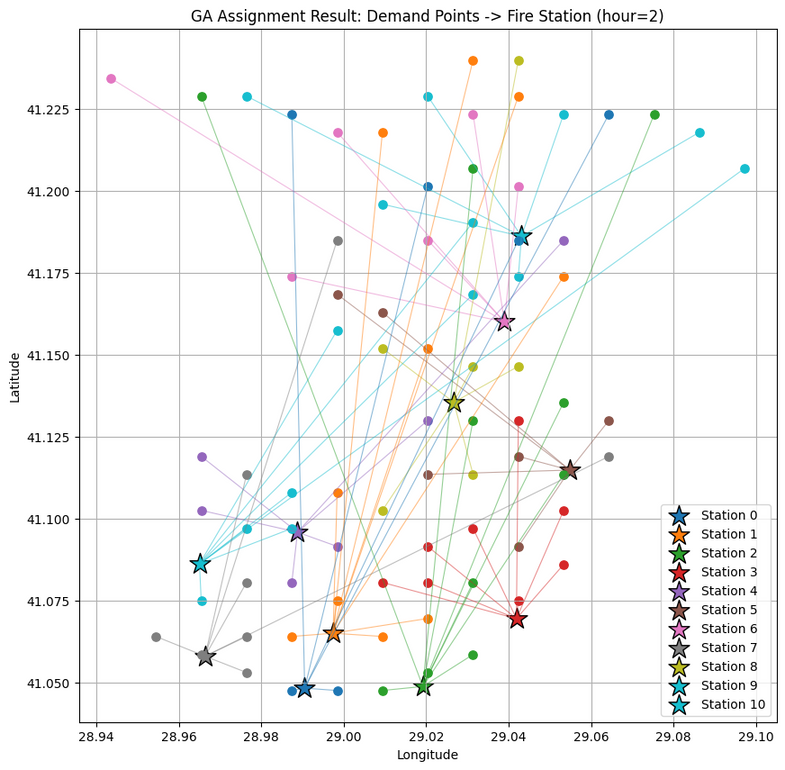 GA Assignment Result: Demand Points -> Fire Station (hour=2)
Latitude
41.225
41.200
41.175
41.150
41.125
41.100
41.075
41.050
Station 0
Station 1
Station 2
Station 3
Station 4
Station 5
Station 6
Station 7
Station 8
Station 9
Station 10
28.94 28.96 28.98 29.00 29.02 29.04 29.06 29.08 29.10
Longitude